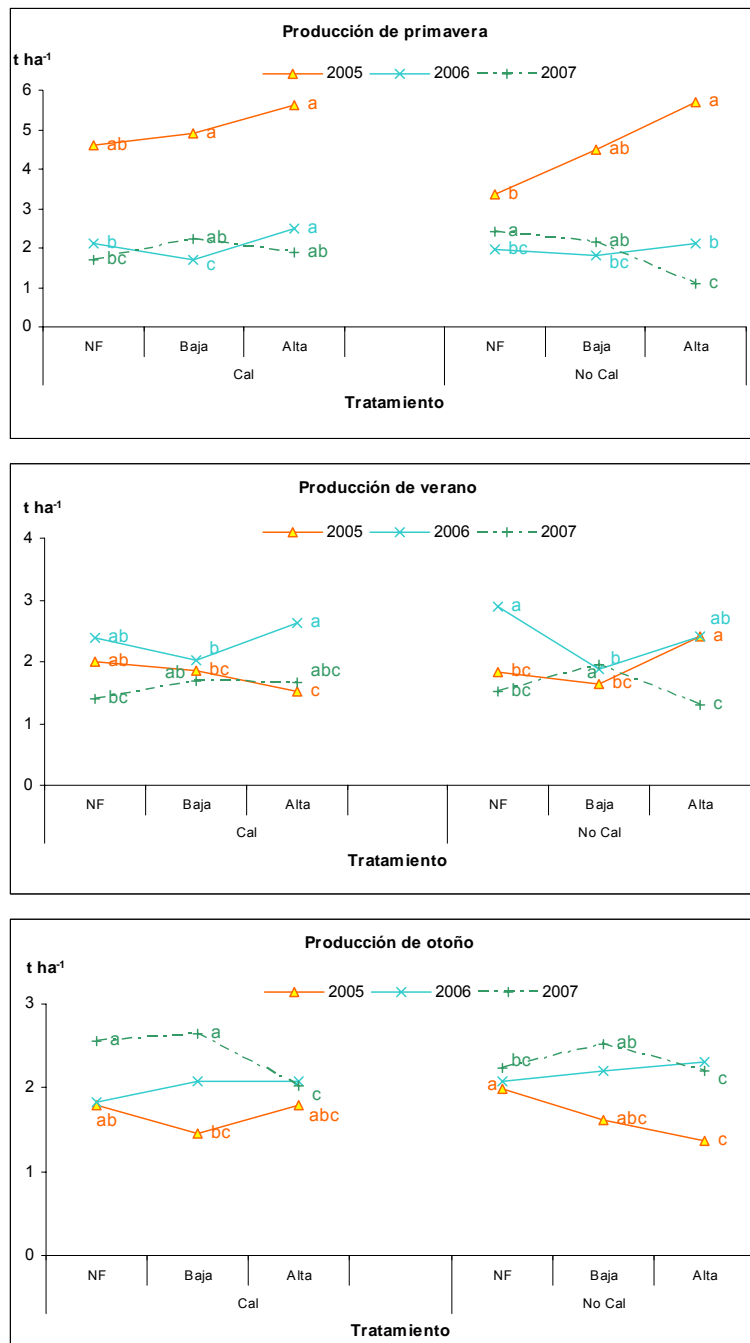 Producción de primavera
t ha-1
2005 2006 2007
6
5
4
3
2
1
0
ab a a
b ab a
b c a
bc ab ab
bc bc b
a ab c
NF Baja Alta NF Baja Alta
Cal No Cal
Tratamiento
Producción de verano
t ha-1
2005 2006 2007
4
3
2
1
0
ab b a
a b ab
ab bc c
bc bc a
bc ab abc
bc a c
NF Baja Alta NF Baja Alta
Cal No Cal
Tratamiento
Producción de otoño
t ha-1
2005 2006 2007
3
2
1
0
a a c
bc ab c
ab bc abc
a abc c
NF Baja Alta NF Baja Alta
Cal No Cal
Tratamiento